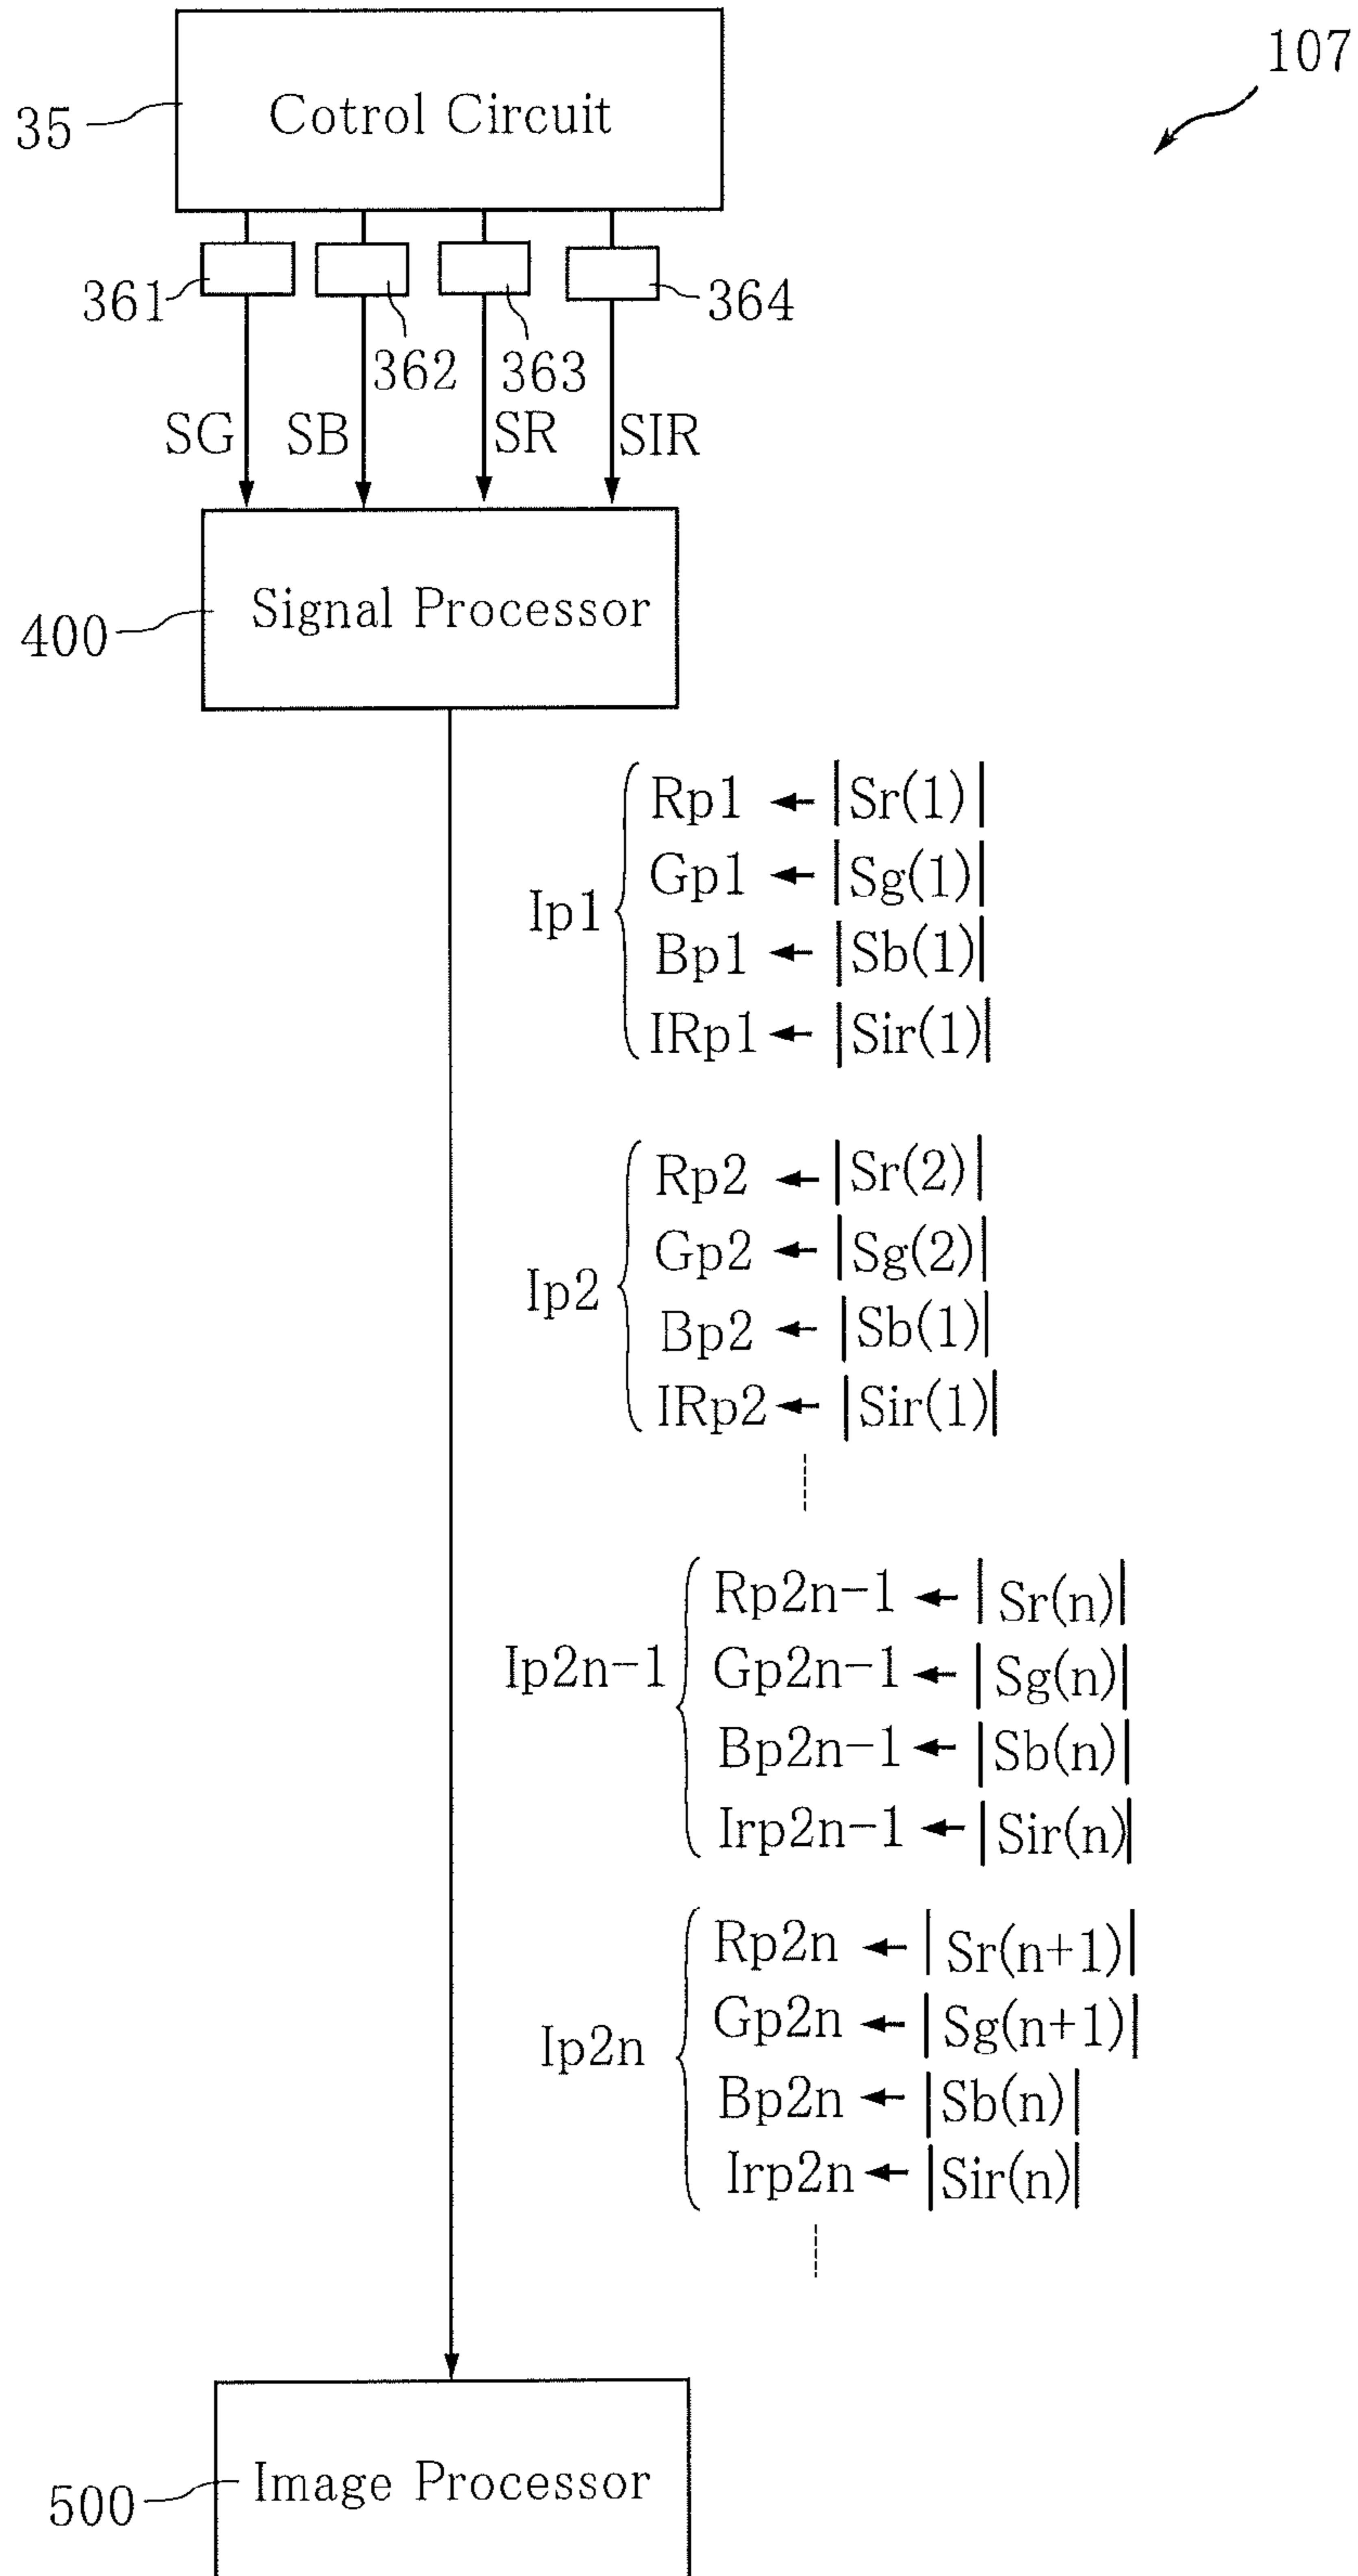 107
35
Cotrol Circuit
361
362
363
364
SG
SB
SR
SIR
400
Signal Processor
Ip1
Rp1 ← |Sr(1)|
Gp1 ← |Sg(1)|
Bp1 ← |Sb(1)|
IRp1 ← |Sir(1)|
Ip2
Rp2 ← |Sr(2)|
Gp2 ← |Sg(2)|
Bp2 ← |Sb(1)|
IRp2 ← |Sir(1)|
Ip2n-1
Rp2n-1 ← |Sr(n)|
Gp2n-1 ← |Sg(n)|
Bp2n-1 ← |Sb(n)|
Irp2n-1 ← |Sir(n)|
Ip2n
Rp2n ← |Sr(n+1)|
Gp2n ← |Sg(n+1)|
Bp2n ← |Sb(n)|
Irp2n ← |Sir(n)|
500
Image Processor